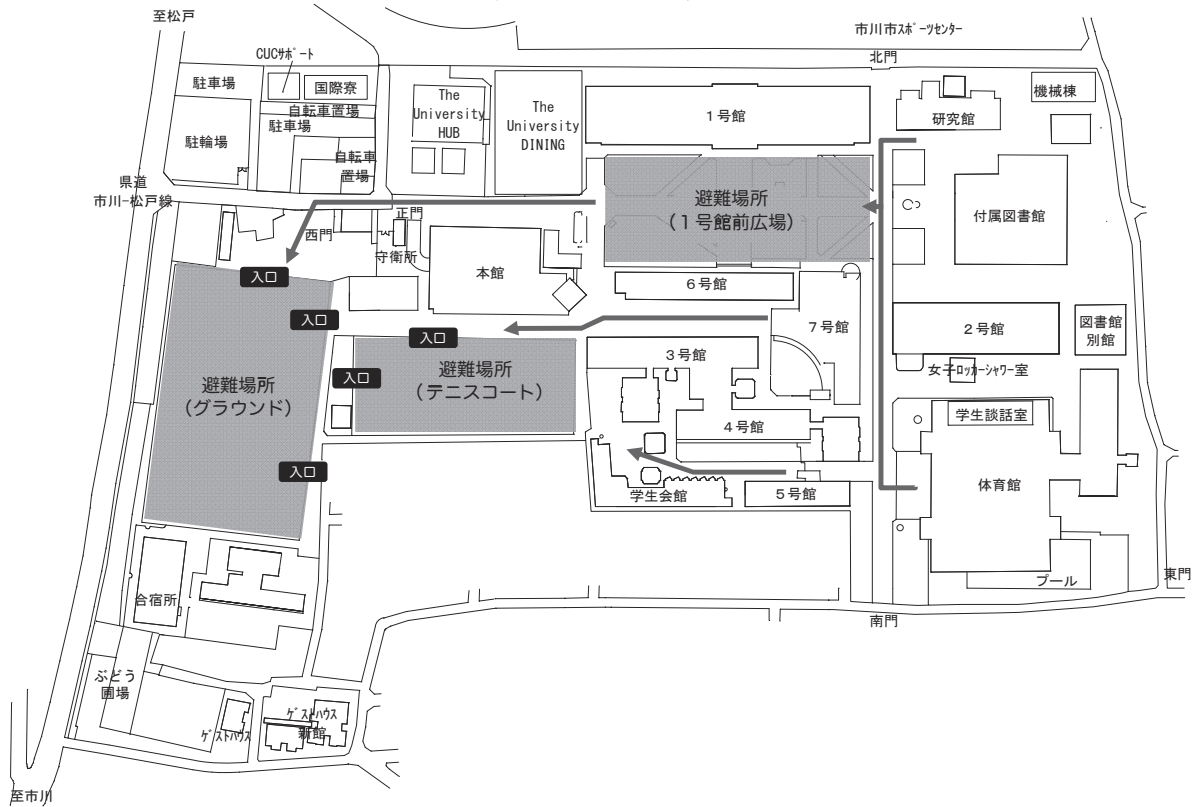 至松戸
市川市ｽﾎﾟｰﾂセンター
北門
CUCｻﾎﾟｰﾄ
駐車場
国際寮
自転車置場
駐車場
駐輪場
自転車
置場
The
University
HUB
The
University
DINING
1号館
研究館
機械棟
県道
市川−松戸線
避難場所
（1号館前広場）
付属図書館
正門
西門
守衛所
本館
入口
入口
入口
入口
入口
6号館
7号館
2号館
図書館
別館
3号館
避難場所
（グラウンド）
避難場所
（テニスコート）
女子ﾛｯｶｰｼｬﾜｰ室
学生談話室
4号館
体育館
学生会館
5号館
プール
東門
南門
合宿所
ぶどう
圃場
ｹﾞｽﾄﾊｳｽ
ｹﾞｽﾄﾊｳｽ
新館
至市川